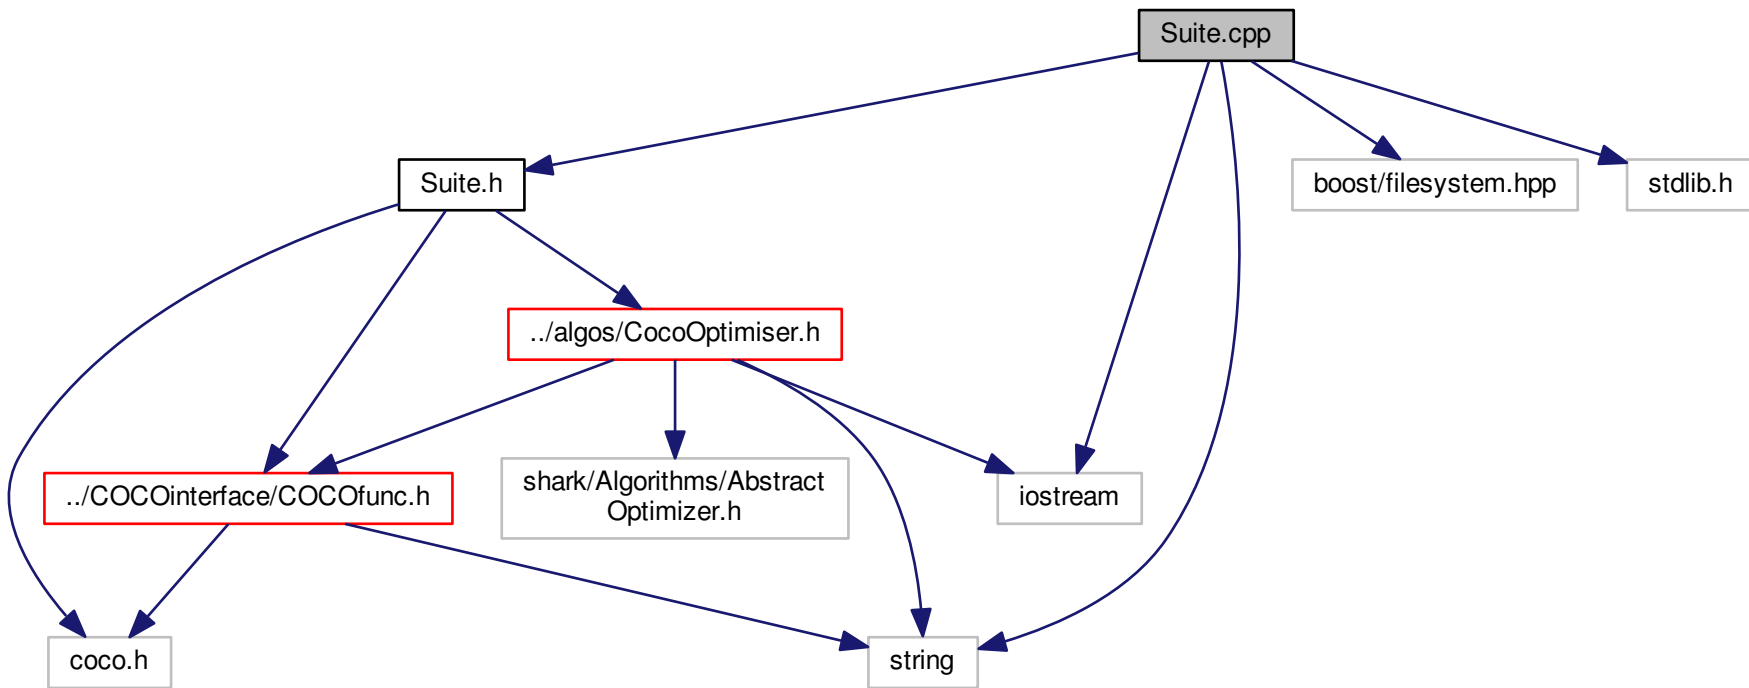 Suite.cpp
Suite.h
boost/filesystem.hpp
stdlib.h
../algos/CocoOptimiser.h
../COCOinterface/COCOfunc.h
shark/Algorithms/Abstract
Optimizer.h
iostream
coco.h
string